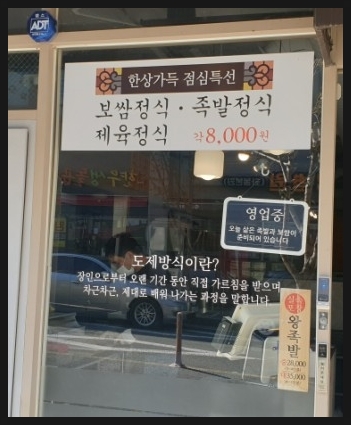 ADT
한상가득 점심특선
보쌈정식 · 족발정식
제육정식 각 8,000원
영업중
오늘 삶은 족발과 보쌈이
준비되어 있습니다
도제방식이란?
장인으로부터 오랜 기간 동안 직접 가르침을 받으며
차근차근, 제대로 배워 나가는 과정을 말합니다
왕족발
35,000